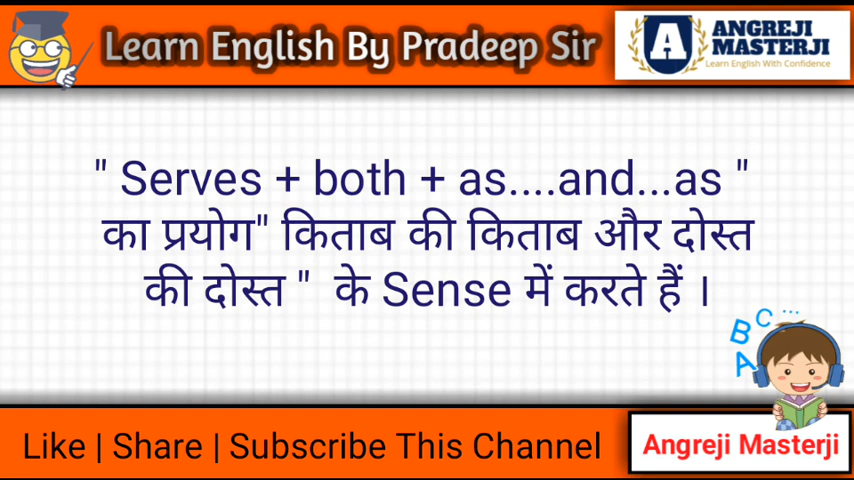 Learn English By Pradeep Sir
A
ANGREJI
MASTERJI
Learn English With Confidence
" Serves + both + as....and...as "
का प्रयोग" किताब की किताब और दोस्त
की दोस्त " के Sense में करते हैं ।
A B C ...
Like | Share | Subscribe This Channel
Angreji Masterji